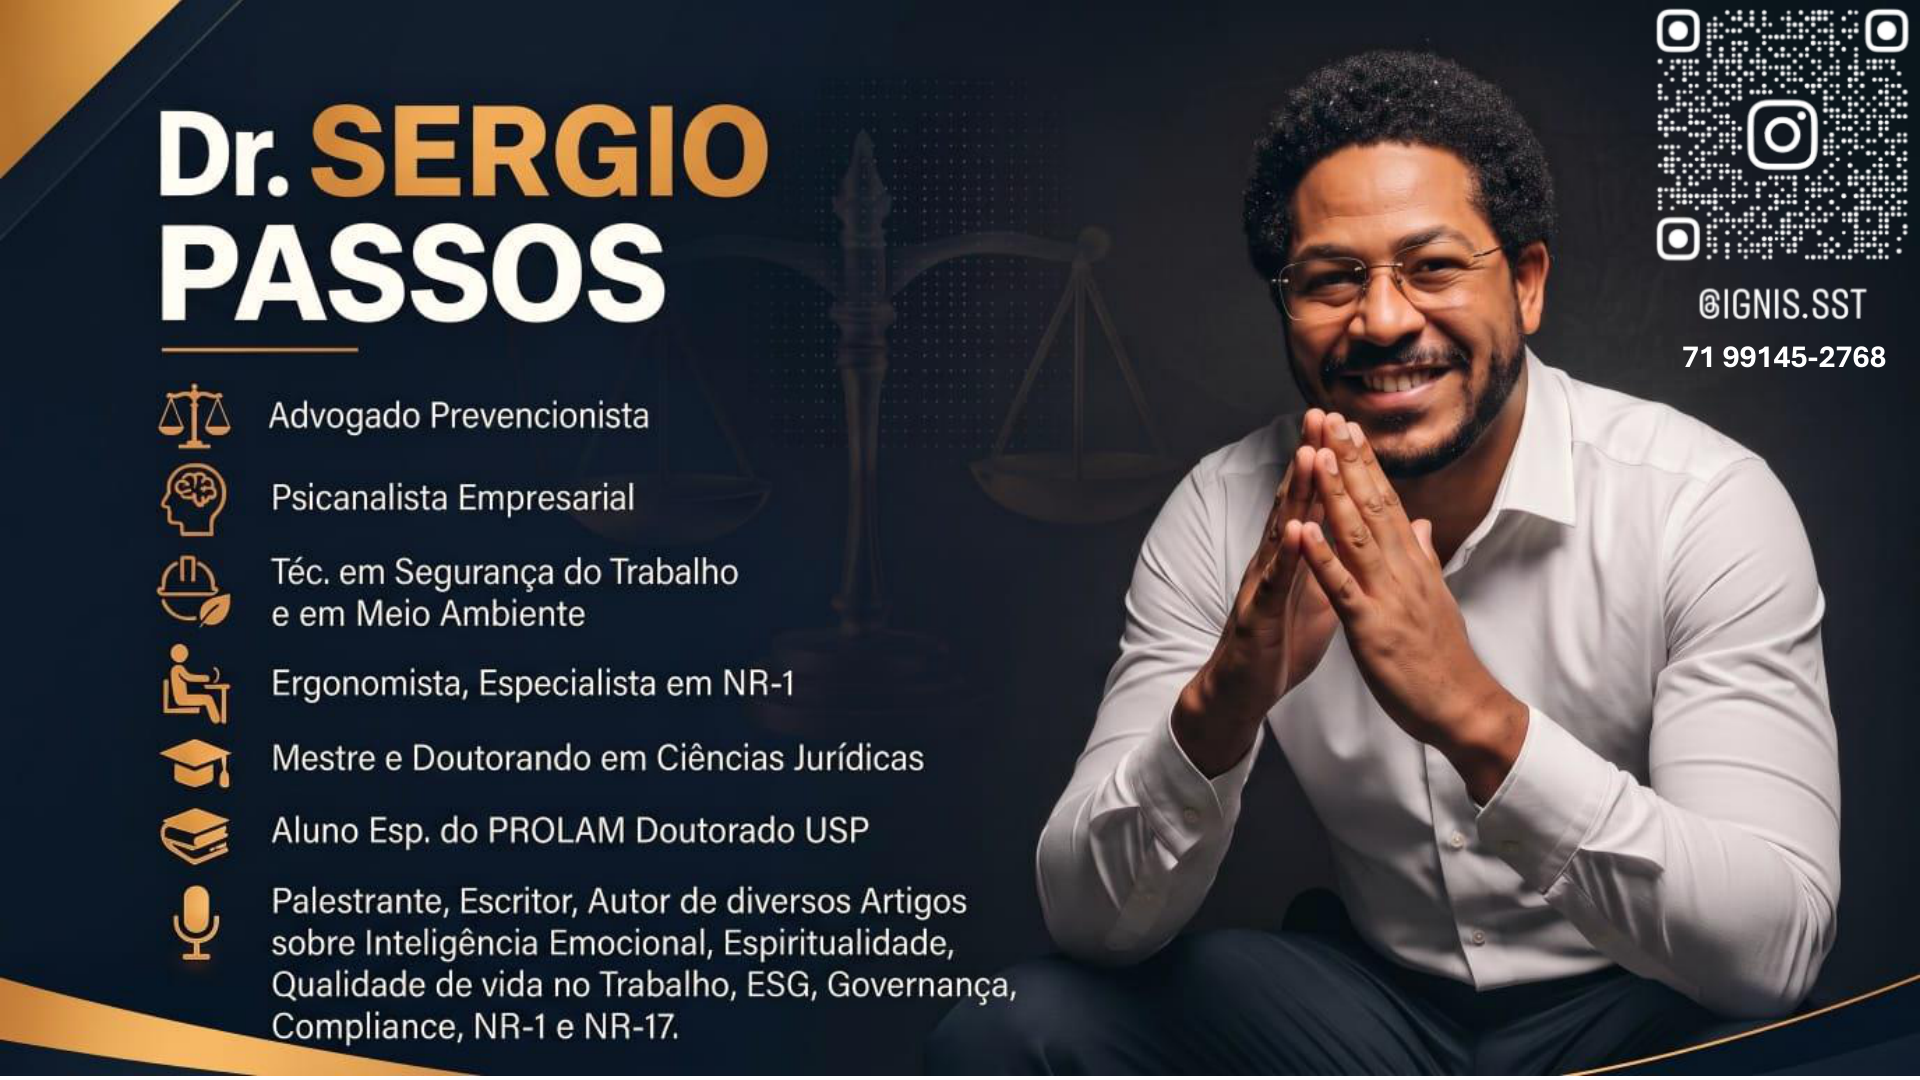 Dr. SERGIO
PASSOS
Advogado Prevencionista
Psicanalista Empresarial
Téc. em Segurança do Trabalho
e em Meio Ambiente
Ergonomista, Especialista em NR-1
Mestre e Doutorando em Ciências Jurídicas
Aluno Esp. do PROLAM Doutorado USP
Palestrante, Escritor, Autor de diversos Artigos
sobre Inteligência Emocional, Espiritualidade,
Qualidade de vida no Trabalho, ESG, Governança,
Compliance, NR-1 e NR-17.
@IGNIS.SST
71 99145-2768